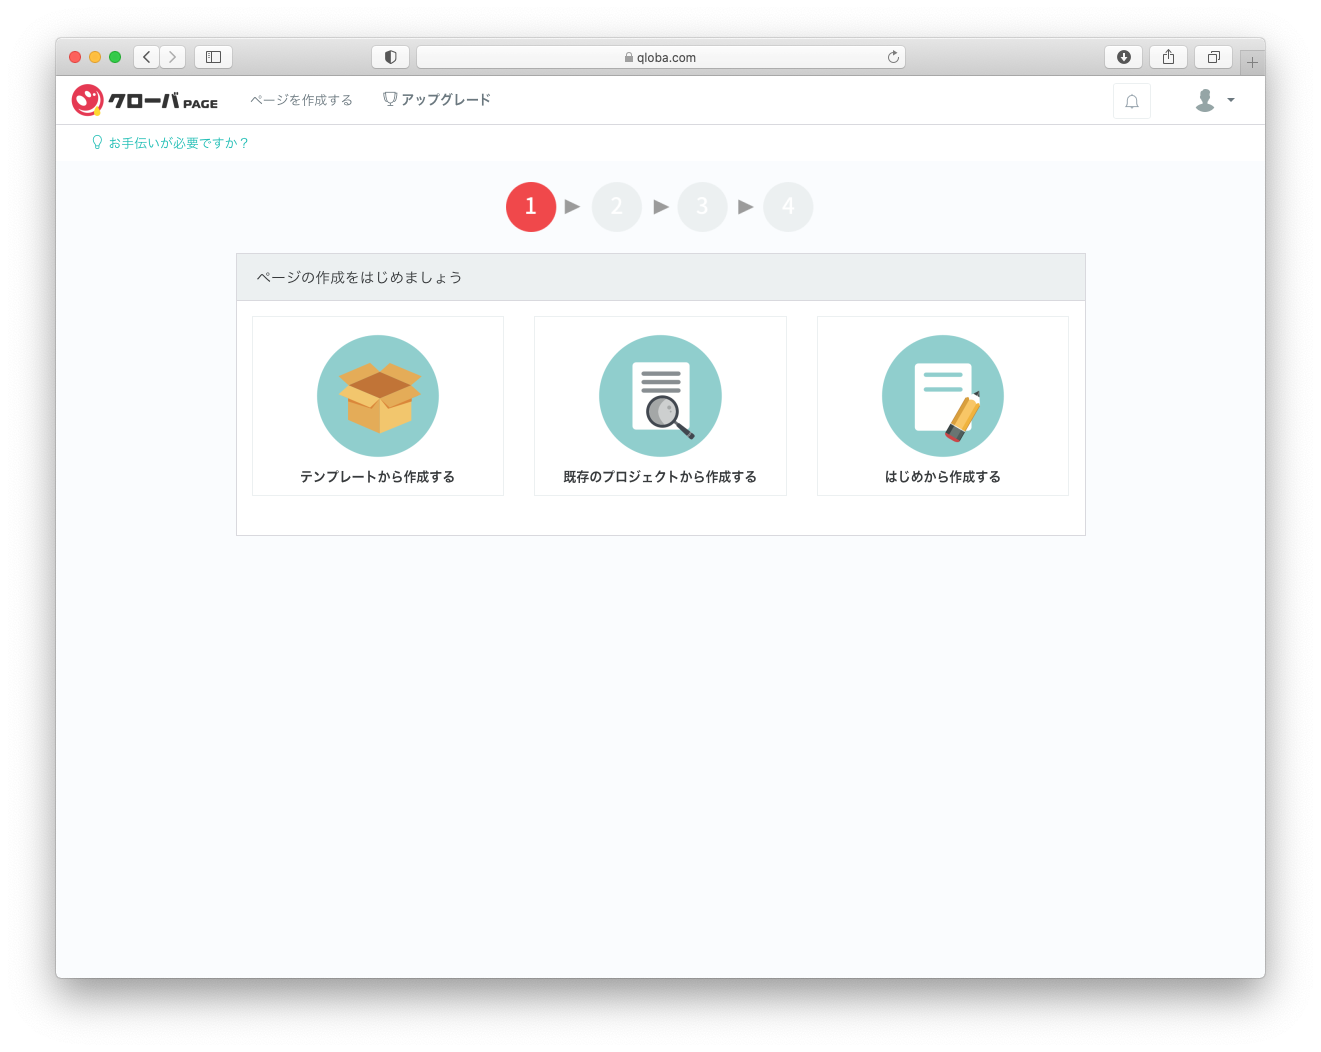 qloba.com
クローバ PAGE ページを作成する アップグレード
お手伝いが必要ですか？
1 2 3 4
ページの作成をはじめましょう
テンプレートから作成する 既存のプロジェクトから作成する はじめから作成する